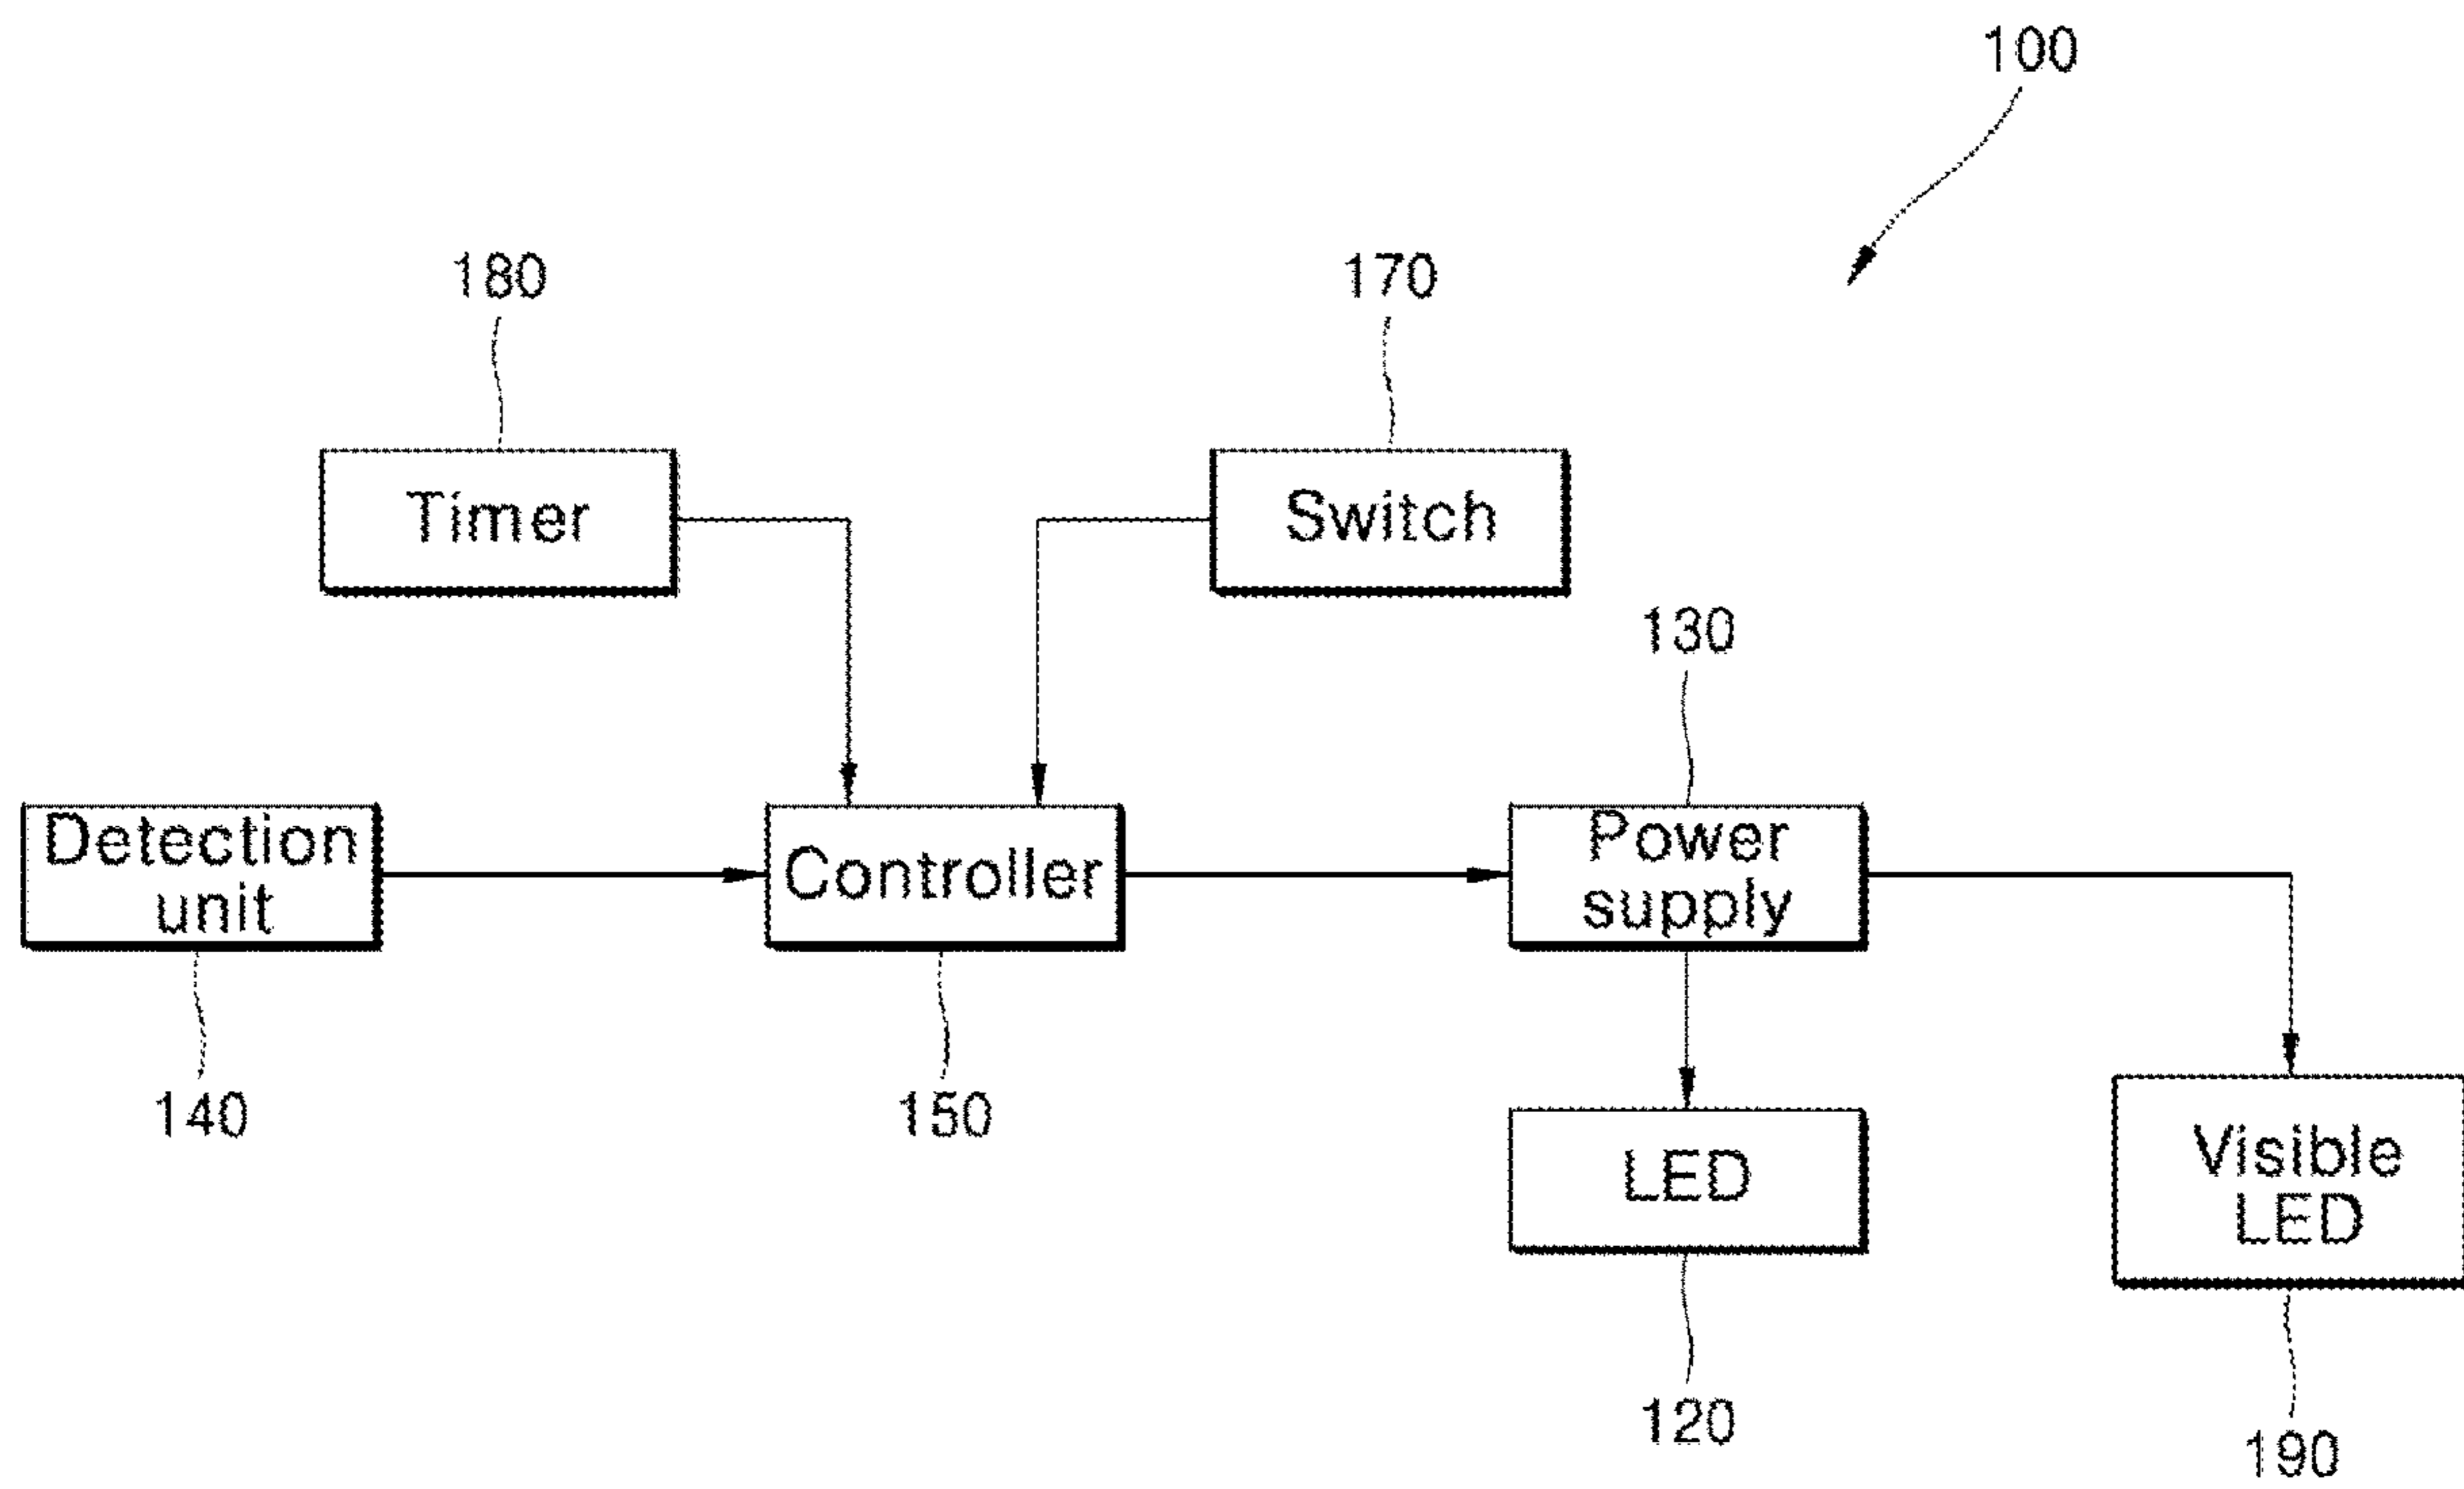 100
180
170
Timer
Switch
130
Detection
unit
Controller
Power
supply
140
150
LED
Visible
LED
120
190